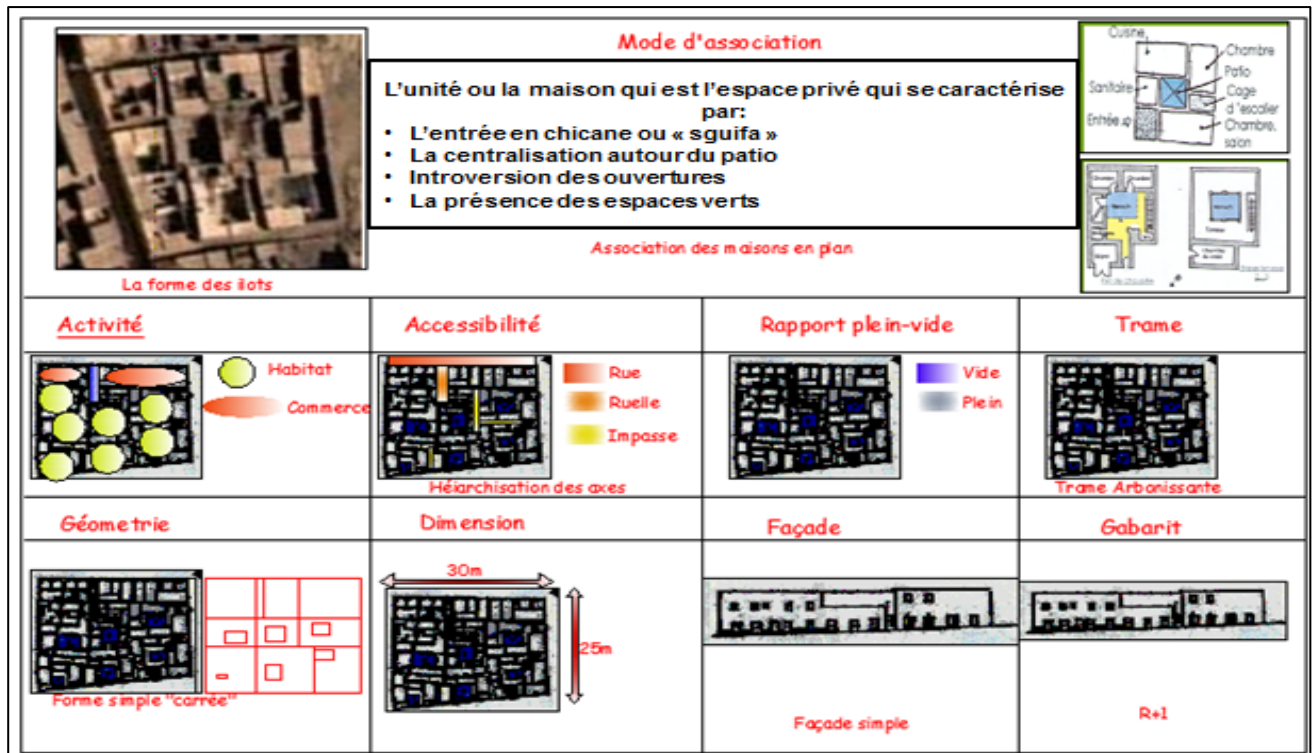 Mode d'association
L'unité ou la maison qui est l'espace privé qui se caractérise
par:
• L'entrée en chicane ou « sguifa »
• La centralisation autour du patio
• Introversion des ouvertures
• La présence des espaces verts
Association des maisons en plan
La forme des ilots
Cuisine
Chambre
Patio
Sanitaire
Cage
d'escalier
Entrée
Chambre,
salon
Activité
Accessibilité
Rapport plein-vide
Trame
Habitat
Commerce
Rue
Ruelle
Impasse
Héiarchisation des axes
Vide
Plein
Trame Arbonissante
Géometrie
Dimension
Façade
Gabarit
30m
25m
Forme simple "carrée"
Façade simple
R+1